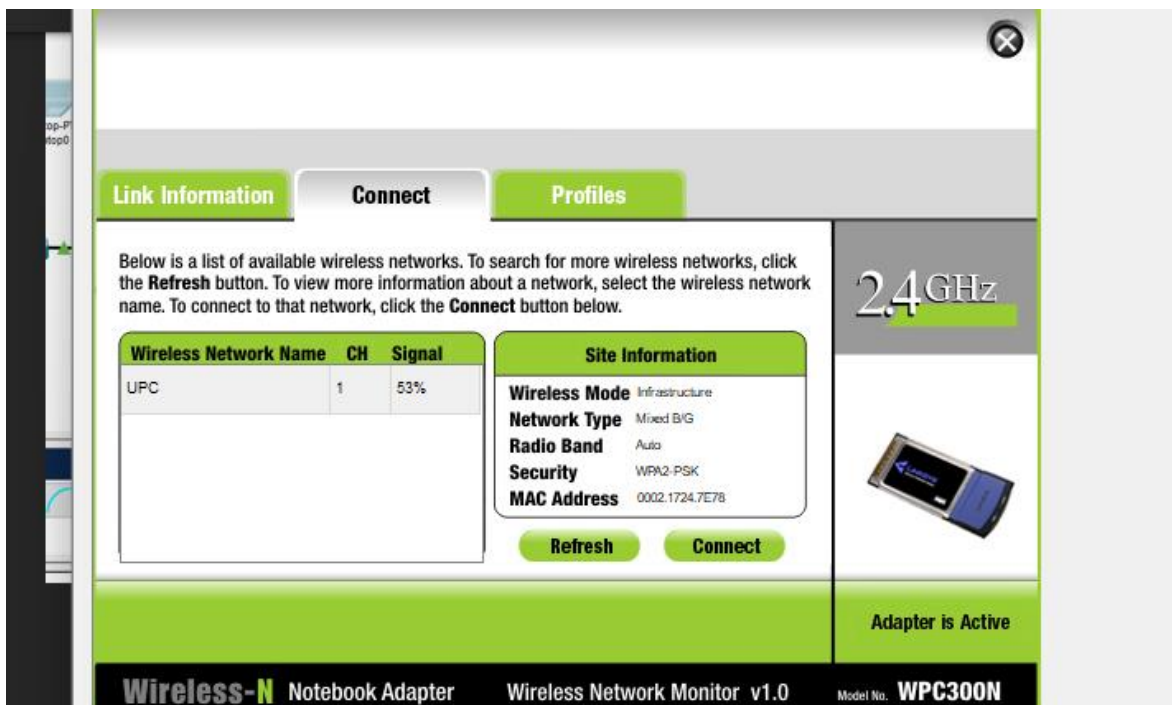 Link Information
Connect
Profiles
Below is a list of available wireless networks. To search for more wireless networks, click
the Refresh button. To view more information about a network, select the wireless network
name. To connect to that network, click the Connect button below.
2.4GHz
Wireless Network Name CH Signal
UPC 1 53%
Site Information
Wireless Mode Infrastructure
Network Type Mixed B/G
Radio Band Auto
Security WPA2-PSK
MAC Address 0002.1724.7E78
Refresh
Connect
Adapter is Active
Wireless-N Notebook Adapter Wireless Network Monitor v1.0 Model No. WPC300N